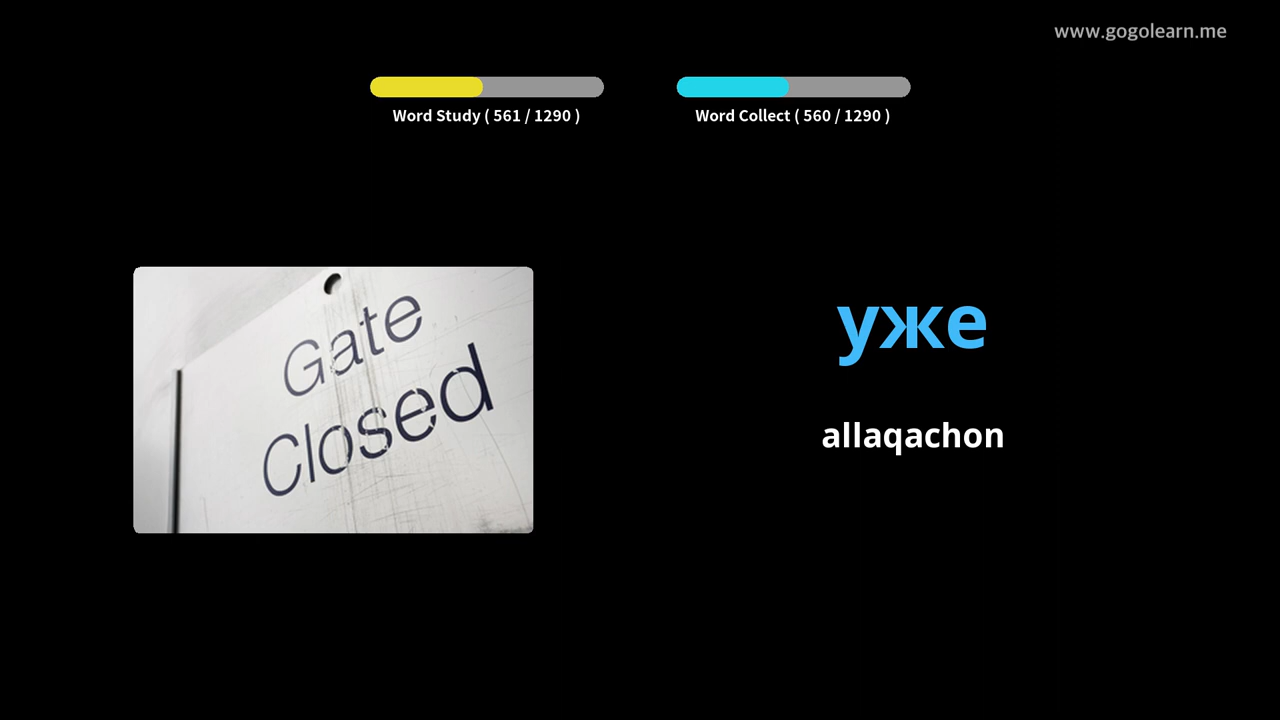 www.gogolearn.me
Word Study ( 561 / 1290 )
Word Collect ( 560 / 1290 )
Gate
Closed
уже
allaqachon